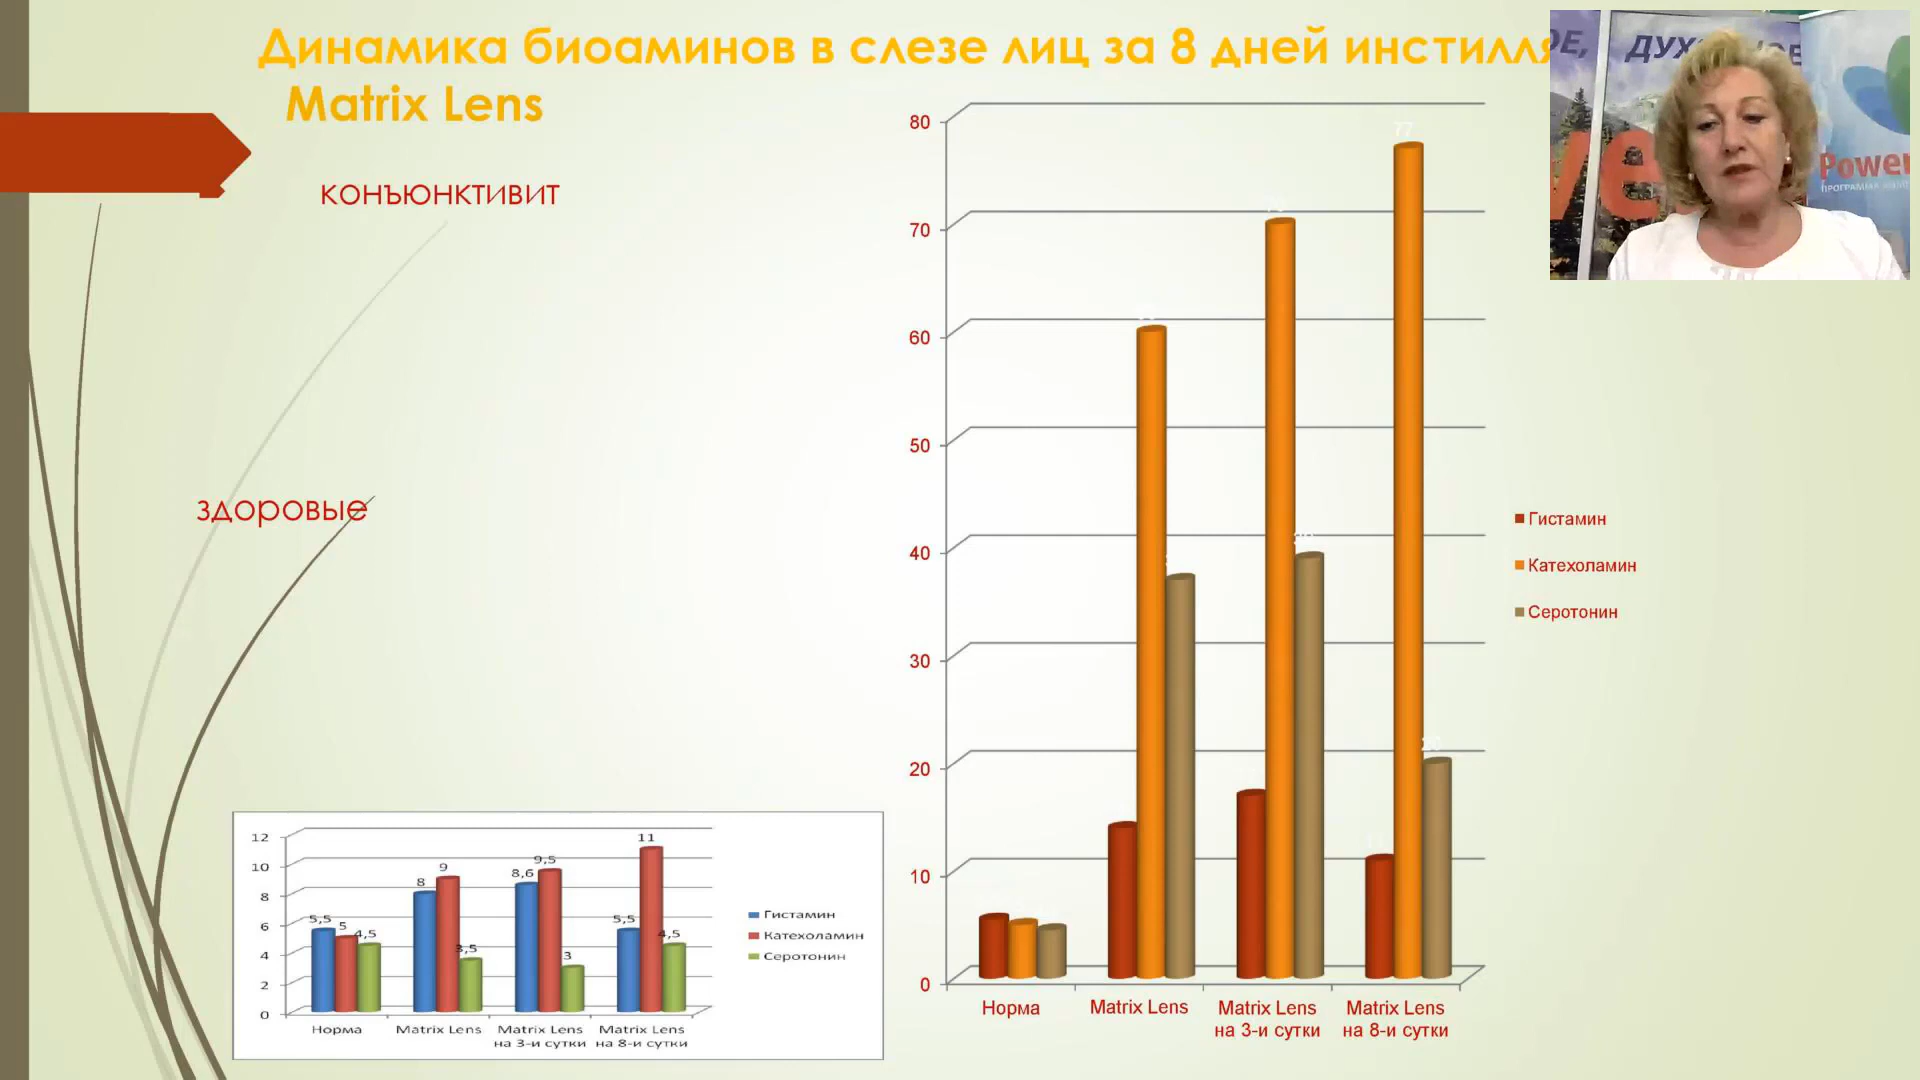 Динамика биоаминов в слезе лиц за 8 дней
Matrix Lens
конъюнктивит
здоровые
80
77
70
60
50
40
30
20
10
0
Норма
Matrix Lens
Matrix Lens
на 3-и сутки
Matrix Lens
на 8-и сутки
Гистамин
Катехоламин
Серотонин
12
10
8
6
4
2
0
5,5
5
4,5
8
9
3,5
8,6
9,5
3
5,5
11
4,5
Норма
Matrix Lens
Matrix Lens
на 3-и сутки
Matrix Lens
на 8-и сутки
Гистамин
Катехоламин
Серотонин
Power